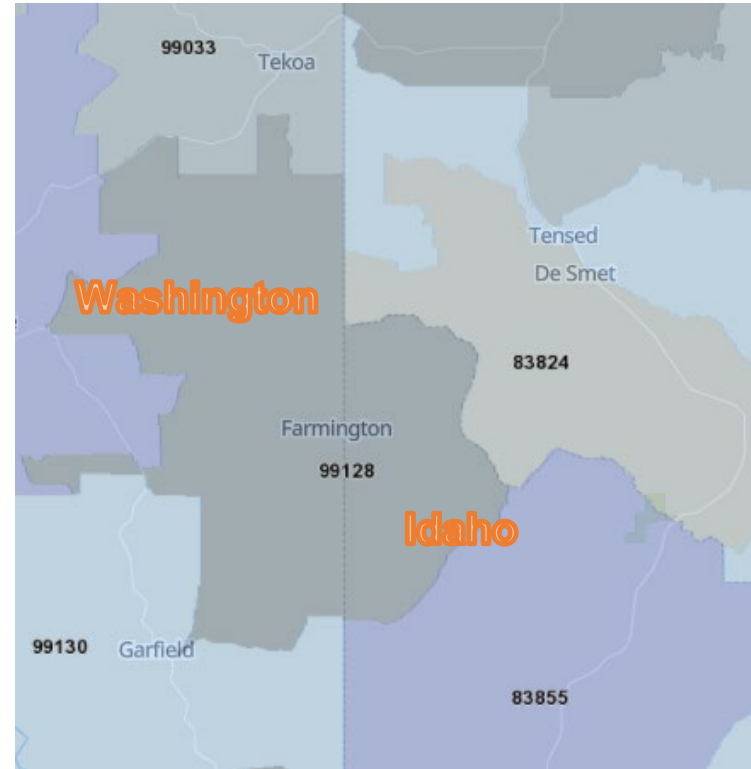 99033
Tekoa
Tensed
De Smet
Washington
83824
Farmington
99128
Idaho
99130
Garfield
83855